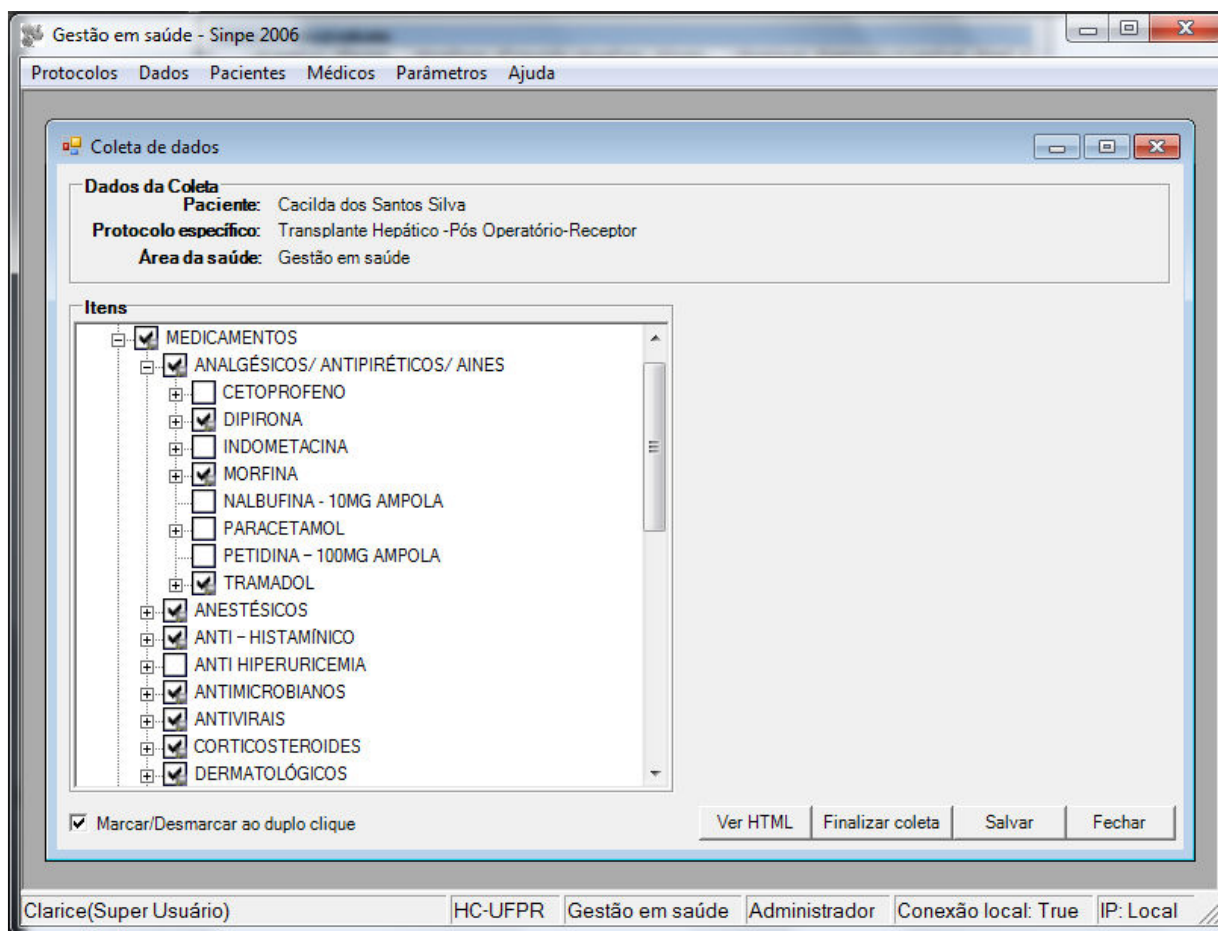 Gestão em saúde - Sinpe 2006
Protocolos Dados Pacientes Médicos Parâmetros Ajuda
Coleta de dados
Dados da Coleta
Paciente: Cacilda dos Santos Silva
Protocolo específico: Transplante Hepático -Pós Operatório-Receptor
Área da saúde: Gestão em saúde
Itens
MEDICAMENTOS
ANALGÉSICOS/ ANTIPIRÉTICOS/ AINES
CETOPROFENO
DIPIRONA
INDOMETACINA
MORFINA
NALBUFINA - 10MG AMPOLA
PARACETAMOL
PETIDINA – 100MG AMPOLA
TRAMADOL
ANESTÉSICOS
ANTI – HISTAMÍNICO
ANTI HIPERURICEMIA
ANTIMICROBIANOS
ANTIVIRAIS
CORTICOSTEROIDES
DERMATOLÓGICOS
Marcar/Desmarcar ao duplo clique
Ver HTML Finalizar coleta Salvar Fechar
Clarice(Super Usuário) HC-UFPR Gestão em saúde Administrador Conexão local: True IP: Local